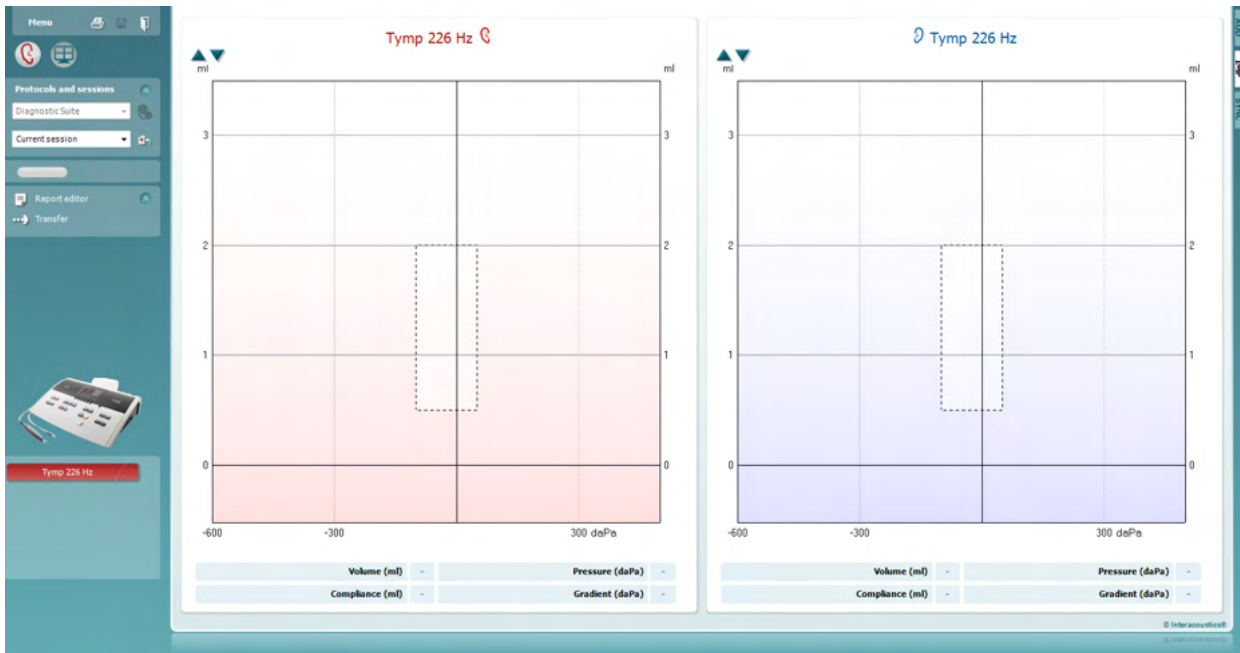 Menu
Protocols and sessions
Diagnostic Suite
Current session
Report editor
Transfer
Tymp 226 Hz
Tymp 226 Hz
ml
ml
3
3
2
2
1
1
0
0
-600
-300
300 daPa
Volume (ml) -
Pressure (daPa) -
Compliance (ml) -
Gradient (daPa) -
Tymp 226 Hz
ml
ml
3
3
2
2
1
1
0
0
-600
-300
300 daPa
Volume (ml) -
Pressure (daPa) -
Compliance (ml) -
Gradient (daPa) -
© Interacoustics®